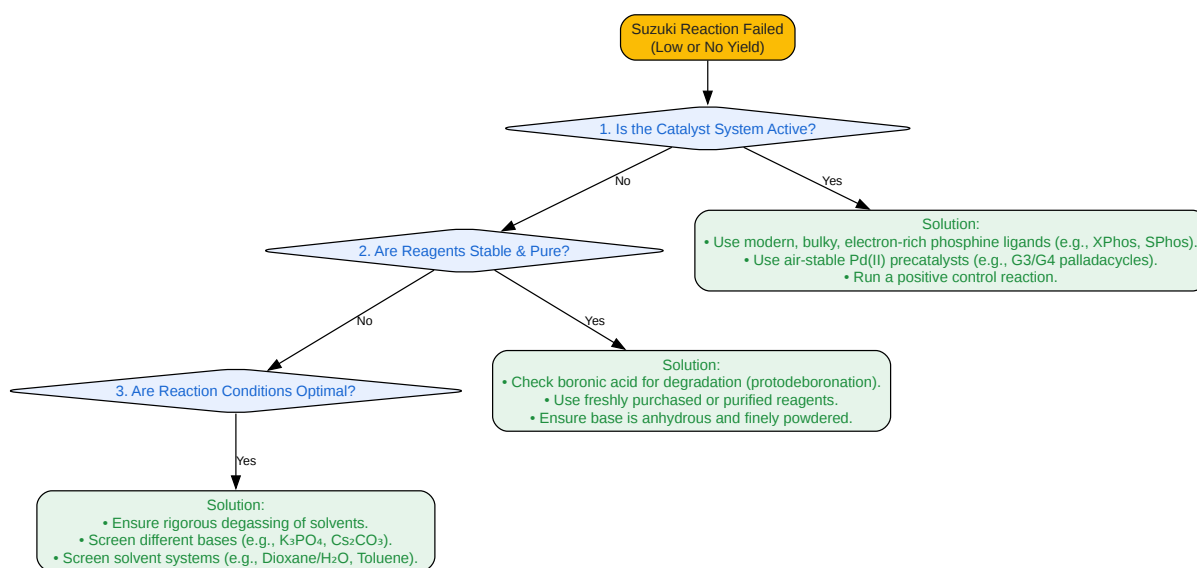 Suzuki Reaction Failed
(Low or No Yield)
1. Is the Catalyst System Active?
No
Yes
2. Are Reagents Stable & Pure?
Solution:
• Use modern, bulky, electron-rich phosphine ligands (e.g., XPhos, SPhos).
• Use air-stable Pd(II) precatalysts (e.g., G3/G4 palladacycles).
• Run a positive control reaction.
No
Yes
3. Are Reaction Conditions Optimal?
Solution:
• Check boronic acid for degradation (protodeboronation).
• Use freshly purchased or purified reagents.
• Ensure base is anhydrous and finely powdered.
Yes
Solution:
• Ensure rigorous degassing of solvents.
• Screen different bases (e.g., K₃PO₄, Cs₂CO₃).
• Screen solvent systems (e.g., Dioxane/H₂O, Toluene).